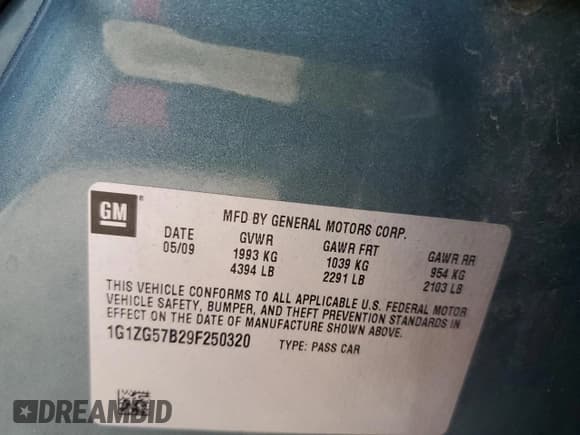 GM ®
MFD BY GENERAL MOTORS CORP.
DATE GVWR GAWR FRT GAWR RR
05/09 1993 KG 1039 KG 954 KG
4394 LB 2291 LB 2103 LB
THIS VEHICLE CONFORMS TO ALL APPLICABLE U.S. FEDERAL MOTOR
VEHICLE SAFETY, BUMPER, AND THEFT PREVENTION STANDARDS IN
EFFECT ON THE DATE OF MANUFACTURE SHOWN ABOVE.
1G1ZG57B29F250320 TYPE: PASS CAR
DREAMBID